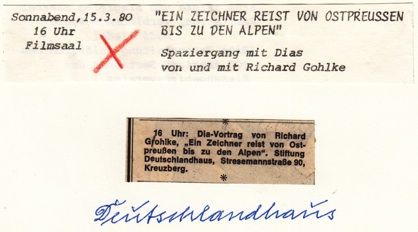 Sonnabend,15.3.80
16 Uhr
Filmsaal
"EIN ZEICHNER REIST VON OSTPREUSSEN
BIS ZU DEN ALPEN"
Spaziergang mit Dias
von und mit Richard Gohlke
*
16 Uhr: Dia-Vortrag von Richard
Grohlke, „Ein Zeichner reist von Ost-
preußen bis zu den Alpen". Stiftung
Deutschlandhaus, Stresemannstraße 90,
Kreuzberg.
*
Deutschlandhaus